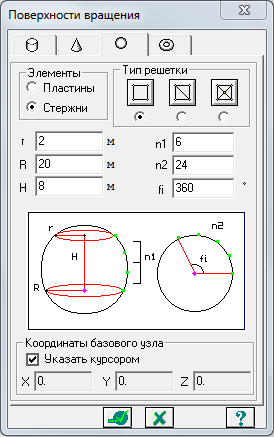 Поверхности вращения
Элементы
Пластины
Стержни
Тип решетки
r 2 м n1 6
R 20 м n2 24
H 8 м fi 360 °
r
H
n1
R
n2
fi
Координаты базового узла
Указать курсором
X 0. Y 0. Z 0.
?